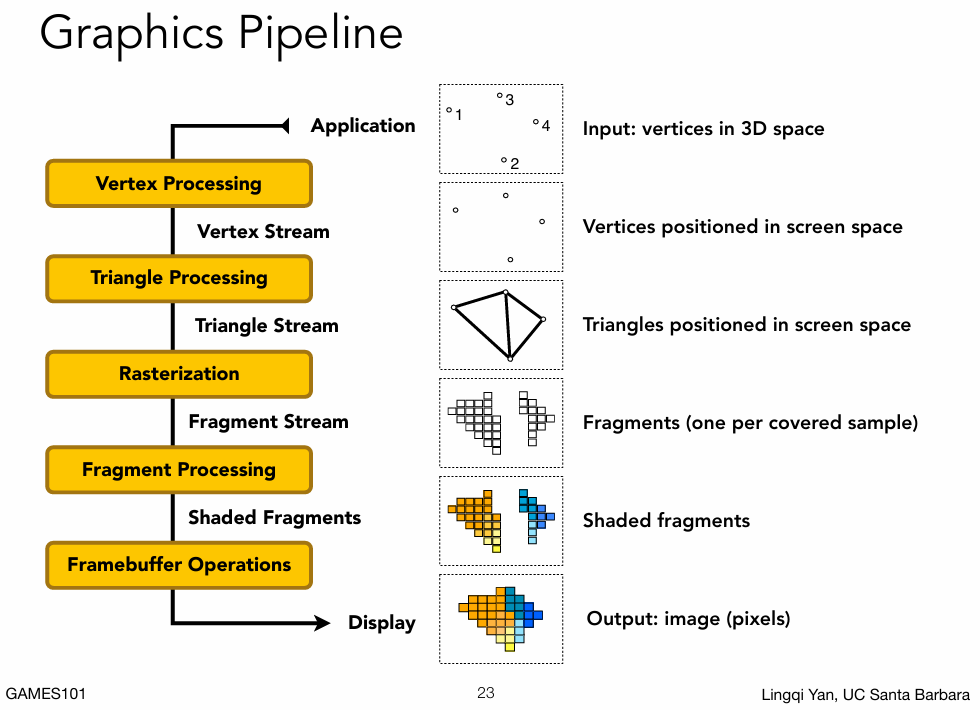 Graphics Pipeline
Application
Vertex Processing
Vertex Stream
Triangle Processing
Triangle Stream
Rasterization
Fragment Stream
Fragment Processing
Shaded Fragments
Framebuffer Operations
Display
1
3
4
2
Input: vertices in 3D space
Vertices positioned in screen space
Triangles positioned in screen space
Fragments (one per covered sample)
Shaded fragments
Output: image (pixels)
GAMES101
23
Lingqi Yan, UC Santa Barbara